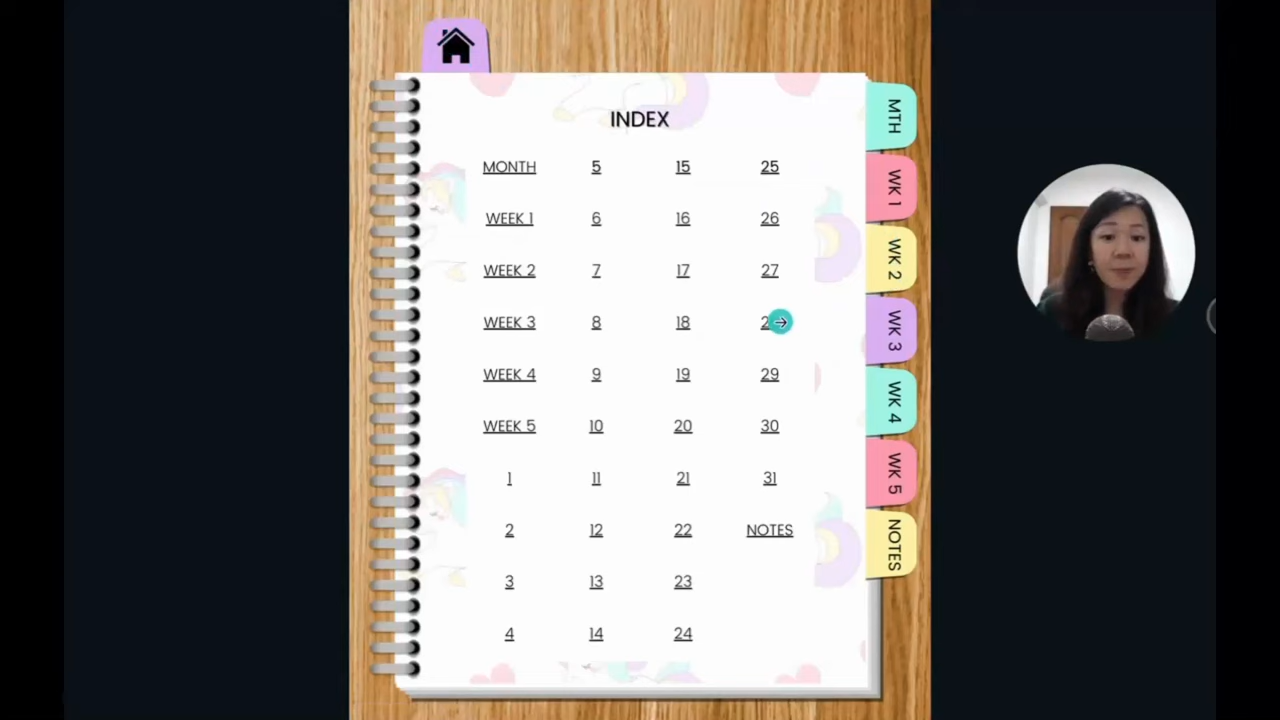 INDEX
MONTH 5 15 25
WEEK 1 6 16 26
WEEK 2 7 17 27
WEEK 3 8 18
WEEK 4 9 19 29
WEEK 5 10 20 30
1 11 21 31
2 12 22 NOTES
3 13 23
4 14 24
MTH
WK 1
WK 2
WK 3
WK 4
WK 5
NOTES